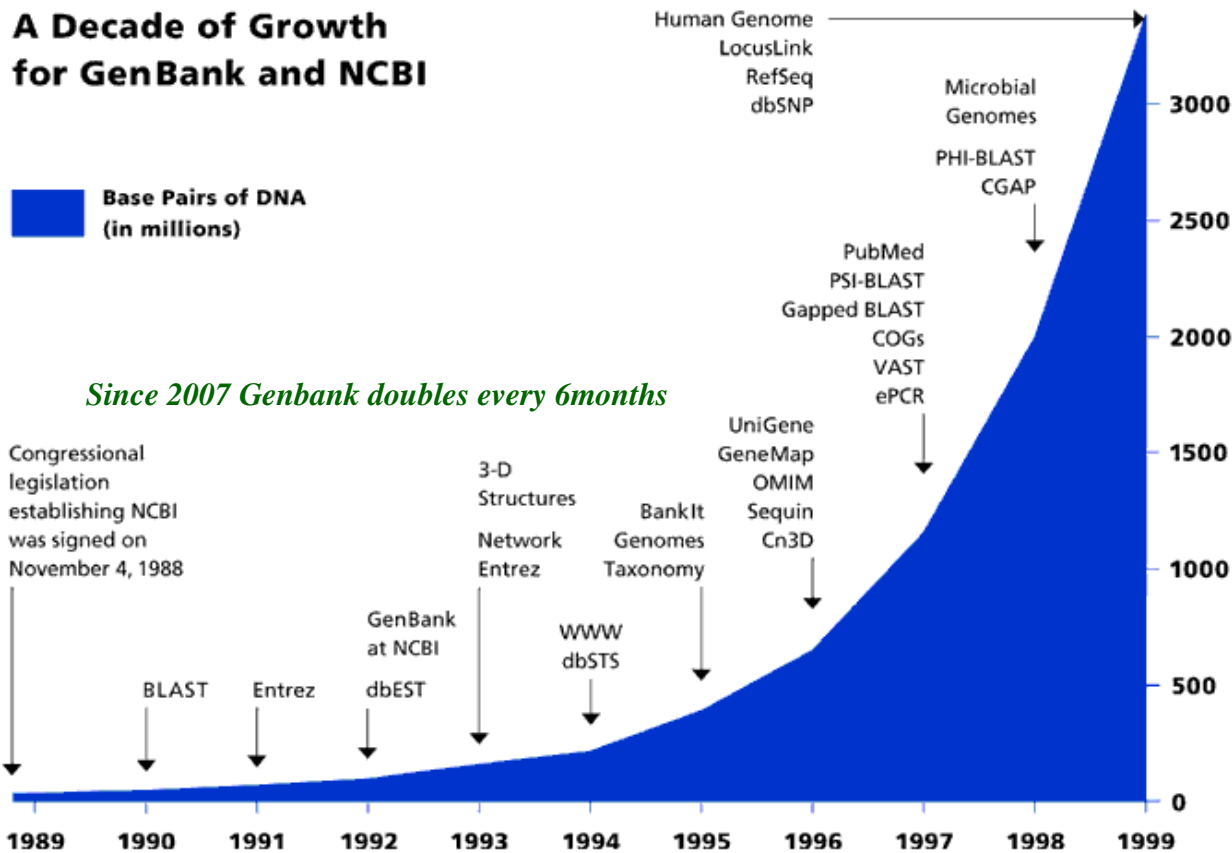 A Decade of Growth
for GenBank and NCBI
Base Pairs of DNA
(in millions)
Human Genome
LocusLink
RefSeq
dbSNP
Microbial
Genomes
PHI-BLAST
CGAP
PubMed
PSI-BLAST
Gapped BLAST
COGs
VAST
ePCR
Since 2007 Genbank doubles every 6months
UniGene
GeneMap
OMIM
Sequin
Cn3D
Congressional
legislation
establishing NCBI
was signed on
November 4, 1988
3-D
Structures
Network
Entrez
BankIt
Genomes
Taxonomy
GenBank
at NCBI
dbEST
WWW
dbSTS
BLAST
Entrez
3000
2500
2000
1500
1000
500
0
1989 1990 1991 1992 1993 1994 1995 1996 1997 1998 1999